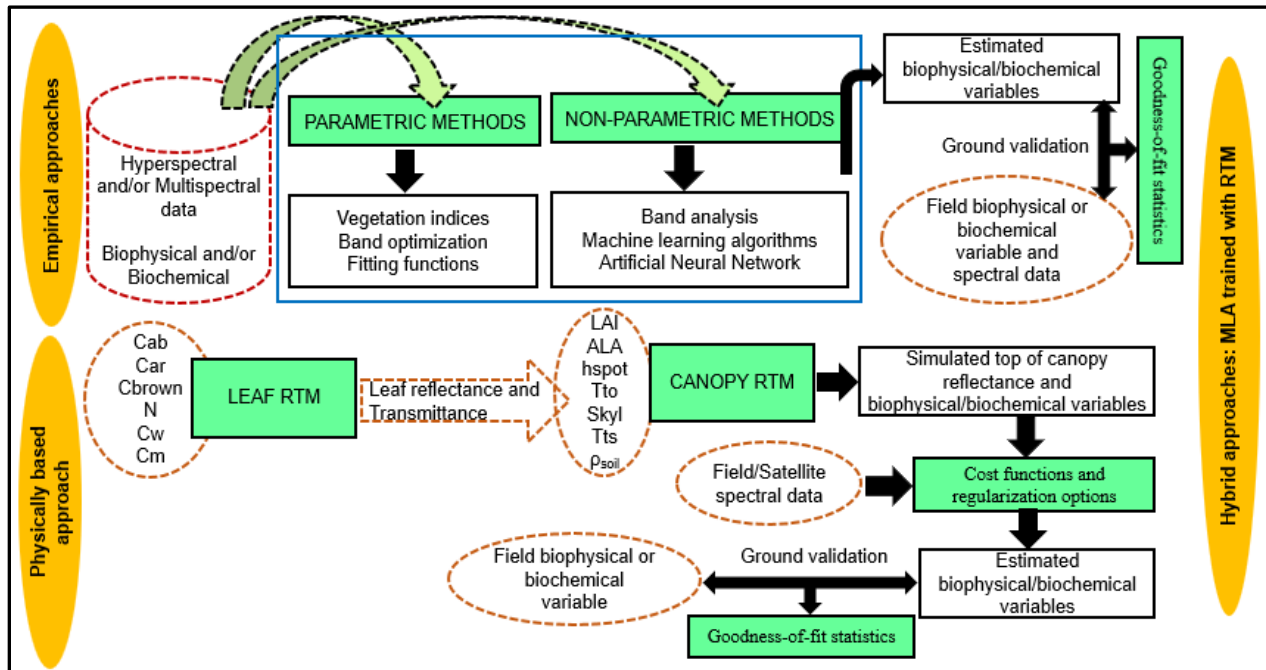 Empirical approaches
Hyperspectral
and/or Multispectral
data
Biophysical and/or
Biochemical
PARAMETRIC METHODS
Vegetation indices
Band optimization
Fitting functions
NON-PARAMETRIC METHODS
Band analysis
Machine learning algorithms
Artificial Neural Network
Estimated
biophysical/biochemical
variables
Ground validation
Field biophysical or
biochemical
variable and
spectral data
Goodness-of-fit statistics
Hybrid approaches: MLA trained with RTM
Physically based
approach
Cab
Car
Cbrown
N
Cw
Cm
LEAF RTM
Leaf reflectance and
Transmittance
LAI
ALA
hspot
Tto
Skyl
Tts
ρsoil
CANOPY RTM
Simulated top of canopy
reflectance and
biophysical/biochemical variables
Field/Satellite
spectral data
Cost functions and
regularization options
Field biophysical or
biochemical
variable
Ground validation
Estimated
biophysical/biochemical
variables
Goodness-of-fit statistics